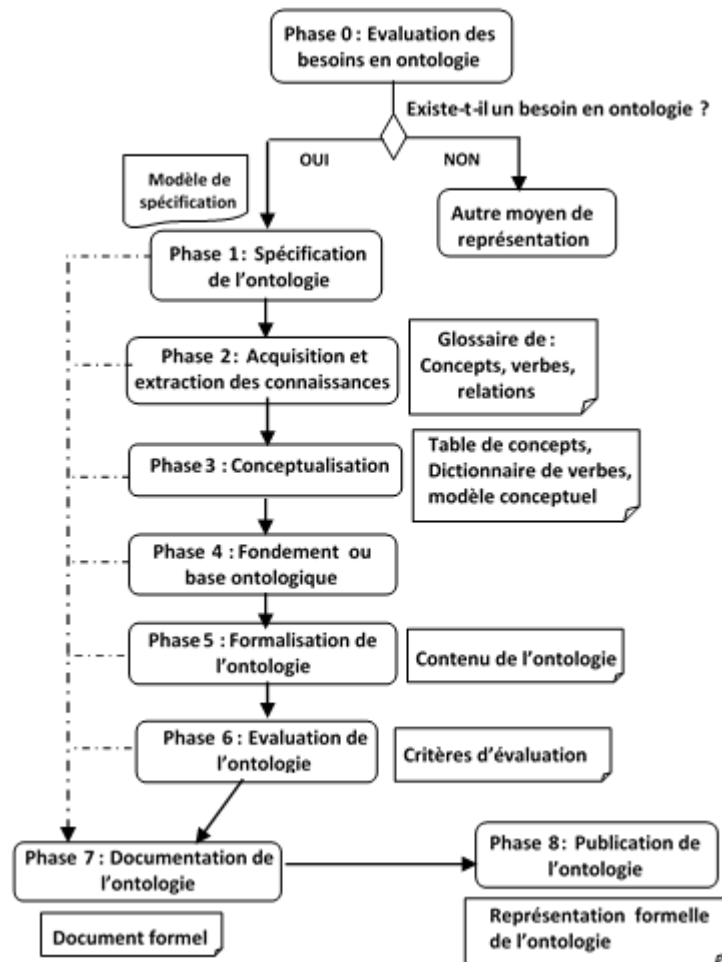 Phase 0 : Evaluation des
besoins en ontologie
Existe-t-il un besoin en ontologie ?
OUI
NON
Modèle de
spécification
Autre moyen de
représentation
Phase 1 : Spécification
de l'ontologie
Phase 2 : Acquisition et
extraction des connaissances
Glossaire de :
Concepts, verbes,
relations
Phase 3 : Conceptualisation
Table de concepts,
Dictionnaire de verbes,
modèle conceptuel
Phase 4 : Fondement ou
base ontologique
Phase 5 : Formalisation de
l'ontologie
Contenu de l'ontologie
Phase 6 : Evaluation de
l'ontologie
Critères d'évaluation
Phase 7 : Documentation de
l'ontologie
Phase 8 : Publication de
l'ontologie
Document formel
Représentation formelle
de l'ontologie